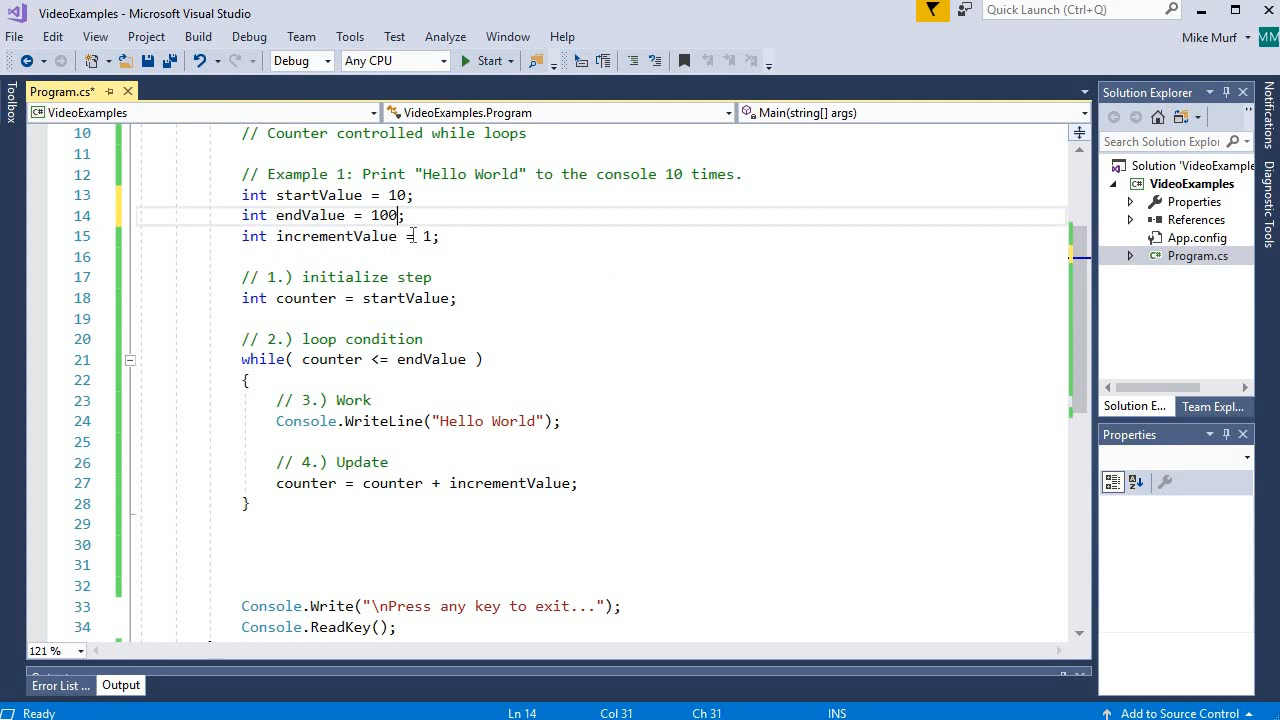 VideoExamples - Microsoft Visual Studio
Quick Launch (Ctrl+Q)
File Edit View Project Build Debug Team Tools Test Analyze Window Help
Mike Murf MM
Debug Any CPU Start
Toolbox
Program.cs*
VideoExamples VideoExamples.Program Main(string[] args)
10 // Counter controlled while loops
11
12 // Example 1: Print "Hello World" to the console 10 times.
13 int startValue = 10;
14 int endValue = 100;
15 int incrementValue = 1;
16
17 // 1.) initialize step
18 int counter = startValue;
19
20 // 2.) loop condition
21 while( counter <= endValue )
22 {
23 // 3.) Work
24 Console.WriteLine("Hello World");
25
26 // 4.) Update
27 counter = counter + incrementValue;
28 }
29
30
31
32
33 Console.Write("\nPress any key to exit...");
34 Console.ReadKey();
121 %
Solution Explorer
Search Solution Explo
Solution 'VideoExample
VideoExamples
Properties
References
App.config
Program.cs
Solution E... Team Expl...
Properties
Notifications
Diagnostic Tools
Error List ... Output
Ready Ln 14 Col 31 Ch 31 INS Add to Source Control